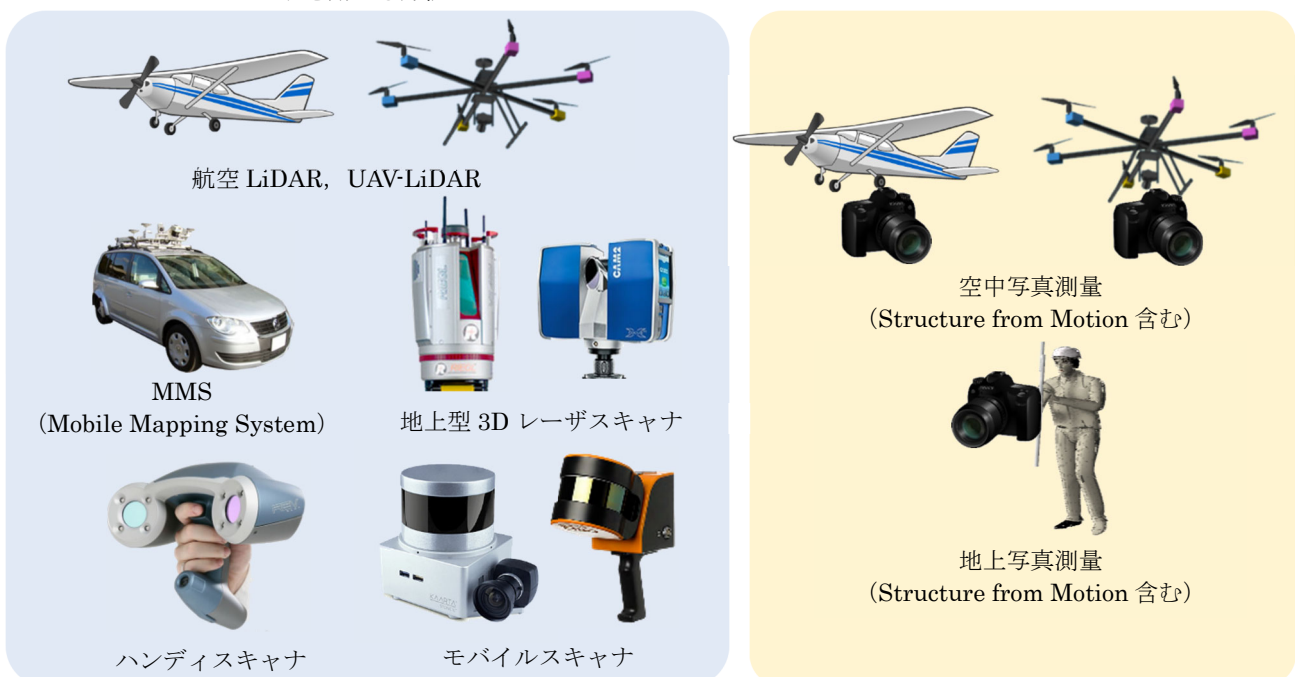 航空 LiDAR，UAV-LiDAR
MMS
(Mobile Mapping System)
地上型 3D レーザスキャナ
CAM2
ハンディスキャナ
モバイルスキャナ
空中写真測量
(Structure from Motion 含む)
地上写真測量
(Structure from Motion 含む)